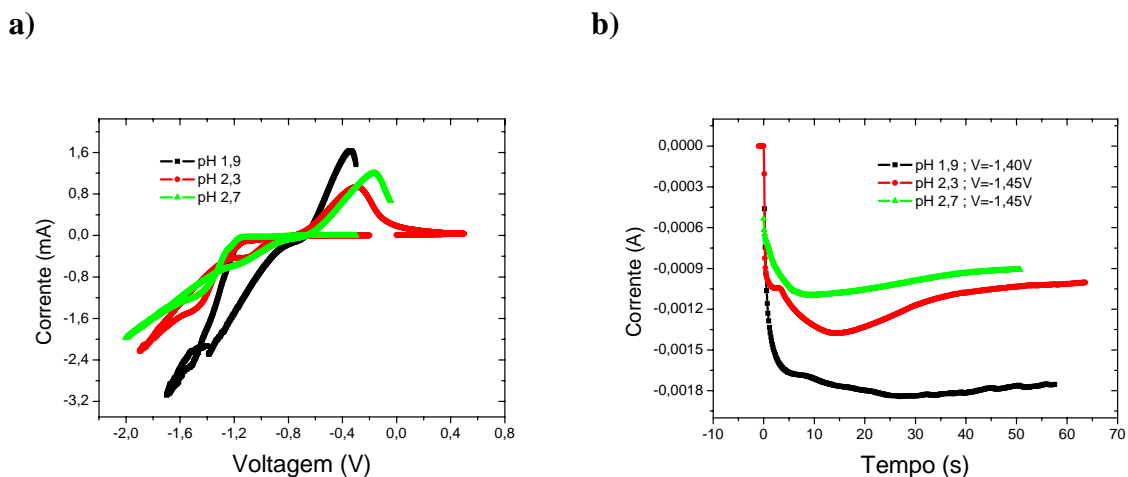 a)
b)
Corrente (mA)
1,6
0,8
0,0
-0,8
-1,6
-2,4
-3,2
pH 1,9
pH 2,3
pH 2,7
-2,0 -1,6 -1,2 -0,8 -0,4 0,0 0,4 0,8
Voltagem (V)
Corrente (A)
0,0000
-0,0003
-0,0006
-0,0009
-0,0012
-0,0015
-0,0018
pH 1,9 ; V=-1,40V
pH 2,3 ; V=-1,45V
pH 2,7 ; V=-1,45V
-10 0 10 20 30 40 50 60 70
Tempo (s)